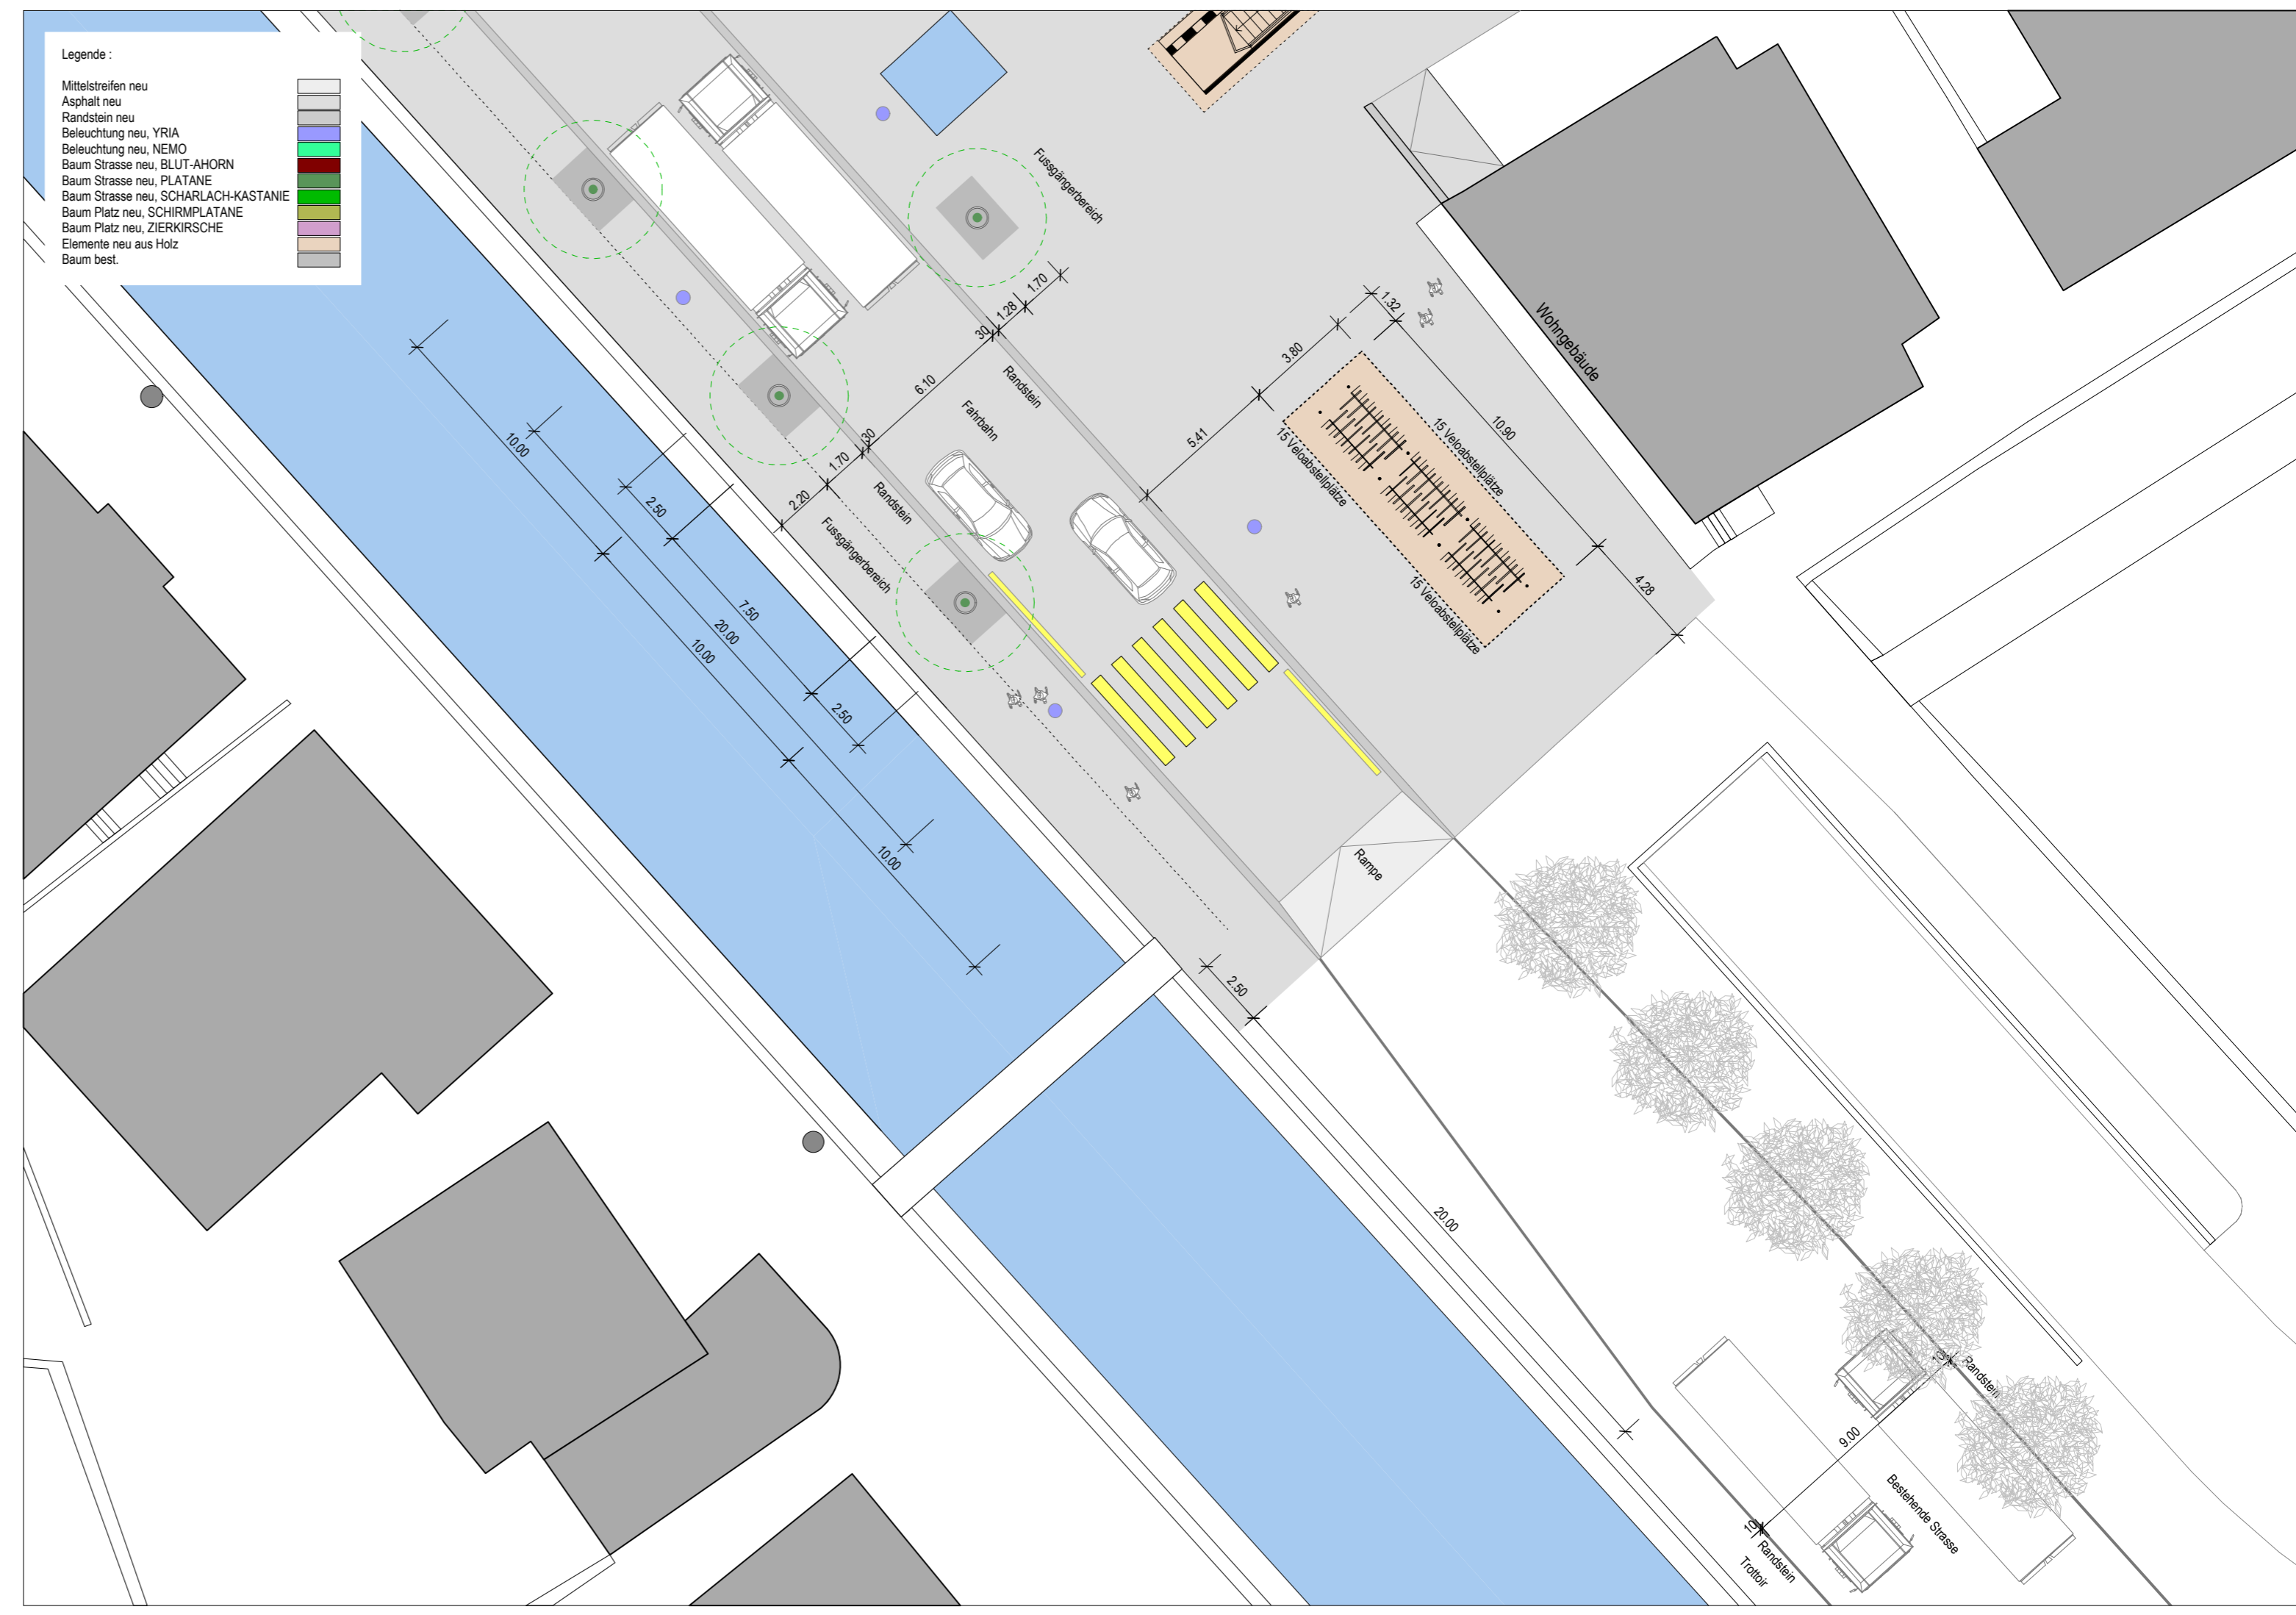 Legende :
Mittelstreifen neu
Asphalt neu
Randstein neu
Beleuchtung neu, YRIA
Beleuchtung neu, NEMO
Baum Strasse neu, BLUT-AHORN
Baum Strasse neu, PLATANE
Baum Strasse neu, SCHARLACH-KASTANIE
Baum Platz neu, SCHIRMPLATANE
Baum Platz neu, ZIERKIRSCHE
Elemente neu aus Holz
Baum best.
Fussgängerbereich
1.70
1.28
30
6.10
30
1.70
2.20
Randstein
Fahrbahn
Randstein
Fussgängerbereich
1.32
3.80
5.41
10.90
4.28
Wohngebäude
15 Veloabstellplätze
15 Veloabstellplätze
15 Veloabstellplätze
10.00
2.50
7.50
20.00
10.00
2.50
10.00
Rampe
2.50
20.00
Randstein
9.00
10
Randstein
Trottoir
Bestehende Strasse